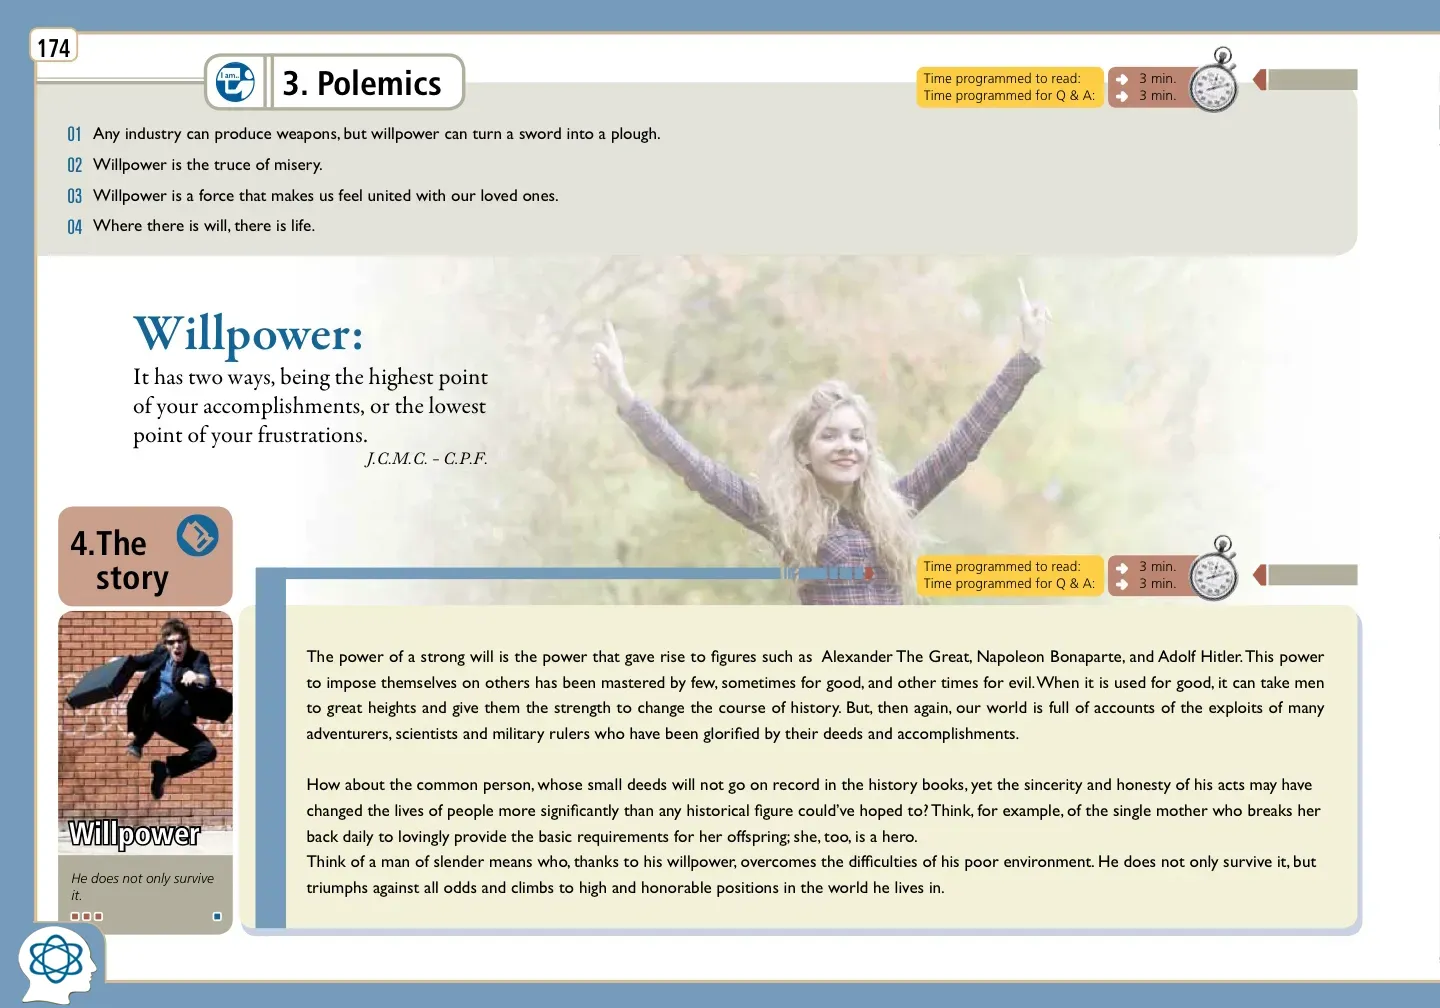 174
I am...
3. Polemics
Time programmed to read:
3 min.
Time programmed for Q & A:
3 min.
01 Any industry can produce weapons, but willpower can turn a sword into a plough.
02 Willpower is the truce of misery.
03 Willpower is a force that makes us feel united with our loved ones.
04 Where there is will, there is life.
Willpower:
It has two ways, being the highest point
of your accomplishments, or the lowest
point of your frustrations.
J.C.M.C. - C.P.F.
4.The
story
Time programmed to read:
3 min.
Time programmed for Q & A:
3 min.
Willpower
He does not only survive
it.
The power of a strong will is the power that gave rise to figures such as Alexander The Great, Napoleon Bonaparte, and Adolf Hitler. This power
to impose themselves on others has been mastered by few, sometimes for good, and other times for evil. When it is used for good, it can take men
to great heights and give them the strength to change the course of history. But, then again, our world is full of accounts of the exploits of many
adventurers, scientists and military rulers who have been glorified by their deeds and accomplishments.
How about the common person, whose small deeds will not go on record in the history books, yet the sincerity and honesty of his acts may have
changed the lives of people more significantly than any historical figure could've hoped to? Think, for example, of the single mother who breaks her
back daily to lovingly provide the basic requirements for her offspring; she, too, is a hero.
Think of a man of slender means who, thanks to his willpower, overcomes the difficulties of his poor environment. He does not only survive it, but
triumphs against all odds and climbs to high and honorable positions in the world he lives in.